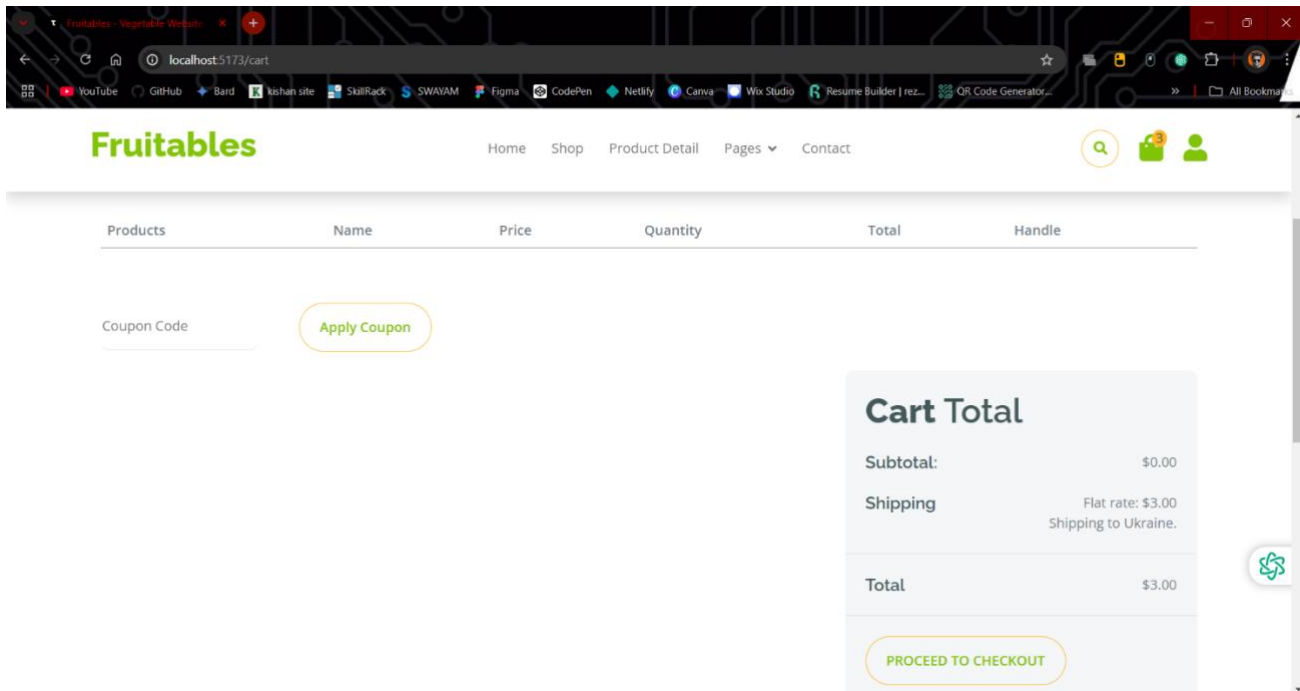 Fruitables - Vegetable Website
localhost:5173/cart
YouTube GitHub Bard kishan site SkillRack SWAYAM Figma CodePen Netlify Canva Wix Studio Resume Builder | rez... QR Code Generator... » All Bookmarks
Fruitables Home Shop Product Detail Pages Contact 3
Products Name Price Quantity Total Handle
Coupon Code Apply Coupon
Cart Total
Subtotal: $0.00
Shipping Flat rate: $3.00
Shipping to Ukraine.
Total $3.00
PROCEED TO CHECKOUT